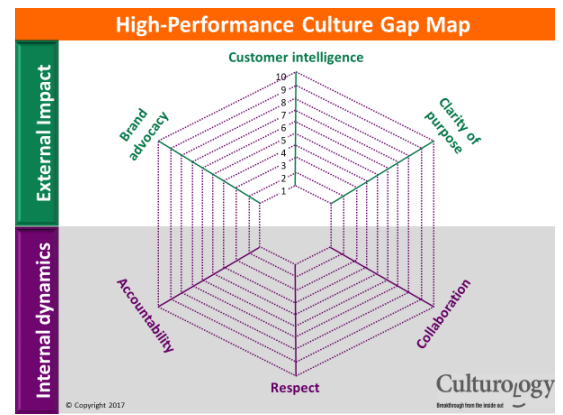 High-Performance Culture Gap Map
External Impact
Internal dynamics
Customer intelligence
Brand
advocacy
Clarity of
purpose
10
9
8
7
6
5
4
3
2
1
Accountability
Collaboration
Respect
Culturology
Breakthrough from the inside out
© Copyright 2017